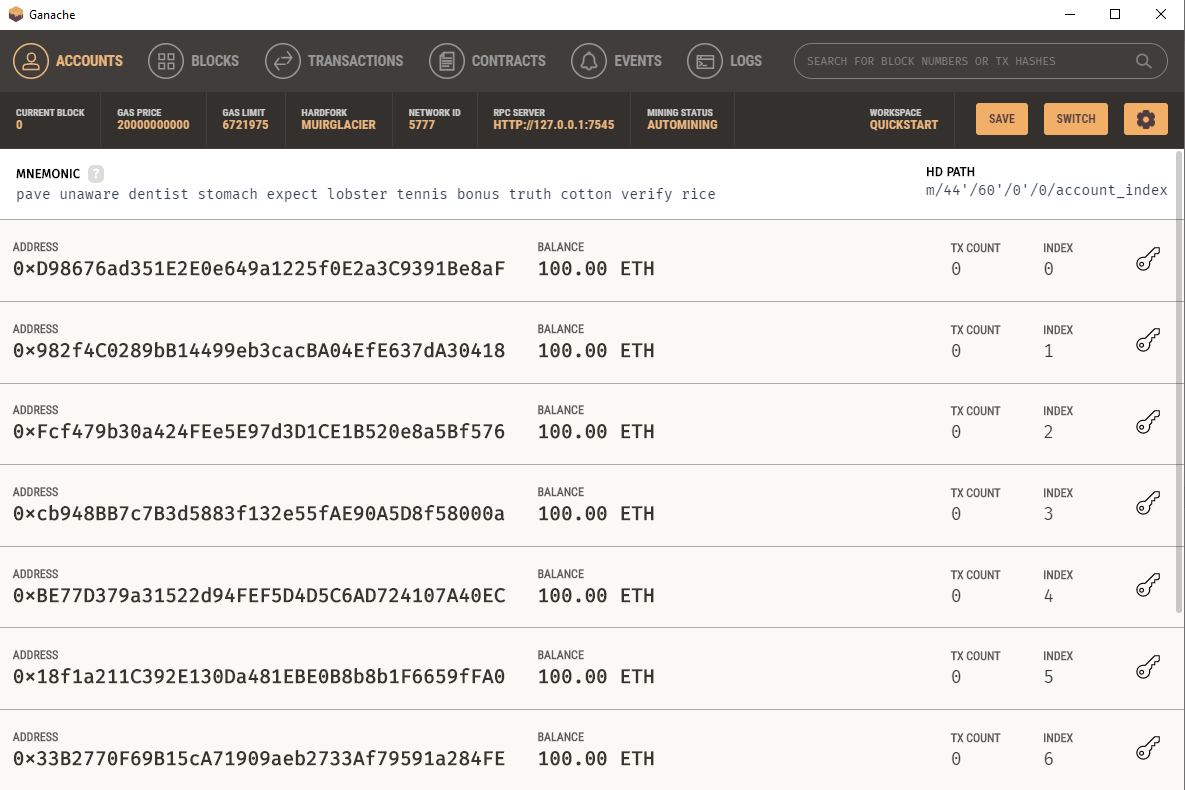 Ganache
ACCOUNTS BLOCKS TRANSACTIONS CONTRACTS EVENTS LOGS SEARCH FOR BLOCK NUMBERS OR TX HASHES
CURRENT BLOCK GAS PRICE GAS LIMIT HARDFORK NETWORK ID RPC SERVER MINING STATUS WORKSPACE
0 20000000000 6721975 MUIRGLACIER 5777 HTTP://127.0.0.1:7545 AUTOMINING QUICKSTART SAVE SWITCH
MNEMONIC ? HD PATH
pave unaware dentist stomach expect lobster tennis bonus truth cotton verify rice m/44'/60'/0'/0/account_index
ADDRESS BALANCE TX COUNT INDEX
0×D98676ad351E2E0e649a1225f0E2a3C9391Be8aF 100.00 ETH 0 0
ADDRESS BALANCE TX COUNT INDEX
0×982f4C0289bB14499eb3cacBA04EfE637dA30418 100.00 ETH 0 1
ADDRESS BALANCE TX COUNT INDEX
0×Fcf479b30a424FEe5E97d3D1CE1B520e8a5Bf576 100.00 ETH 0 2
ADDRESS BALANCE TX COUNT INDEX
0×cb948BB7c7B3d5883f132e55fAE90A5D8f58000a 100.00 ETH 0 3
ADDRESS BALANCE TX COUNT INDEX
0×BE77D379a31522d94FEF5D4D5C6AD724107A40EC 100.00 ETH 0 4
ADDRESS BALANCE TX COUNT INDEX
0×18f1a211C392E130Da481EBE0B8b8b1F6659fFA0 100.00 ETH 0 5
ADDRESS BALANCE TX COUNT INDEX
0×33B2770F69B15cA71909aeb2733Af79591a284FE 100.00 ETH 0 6